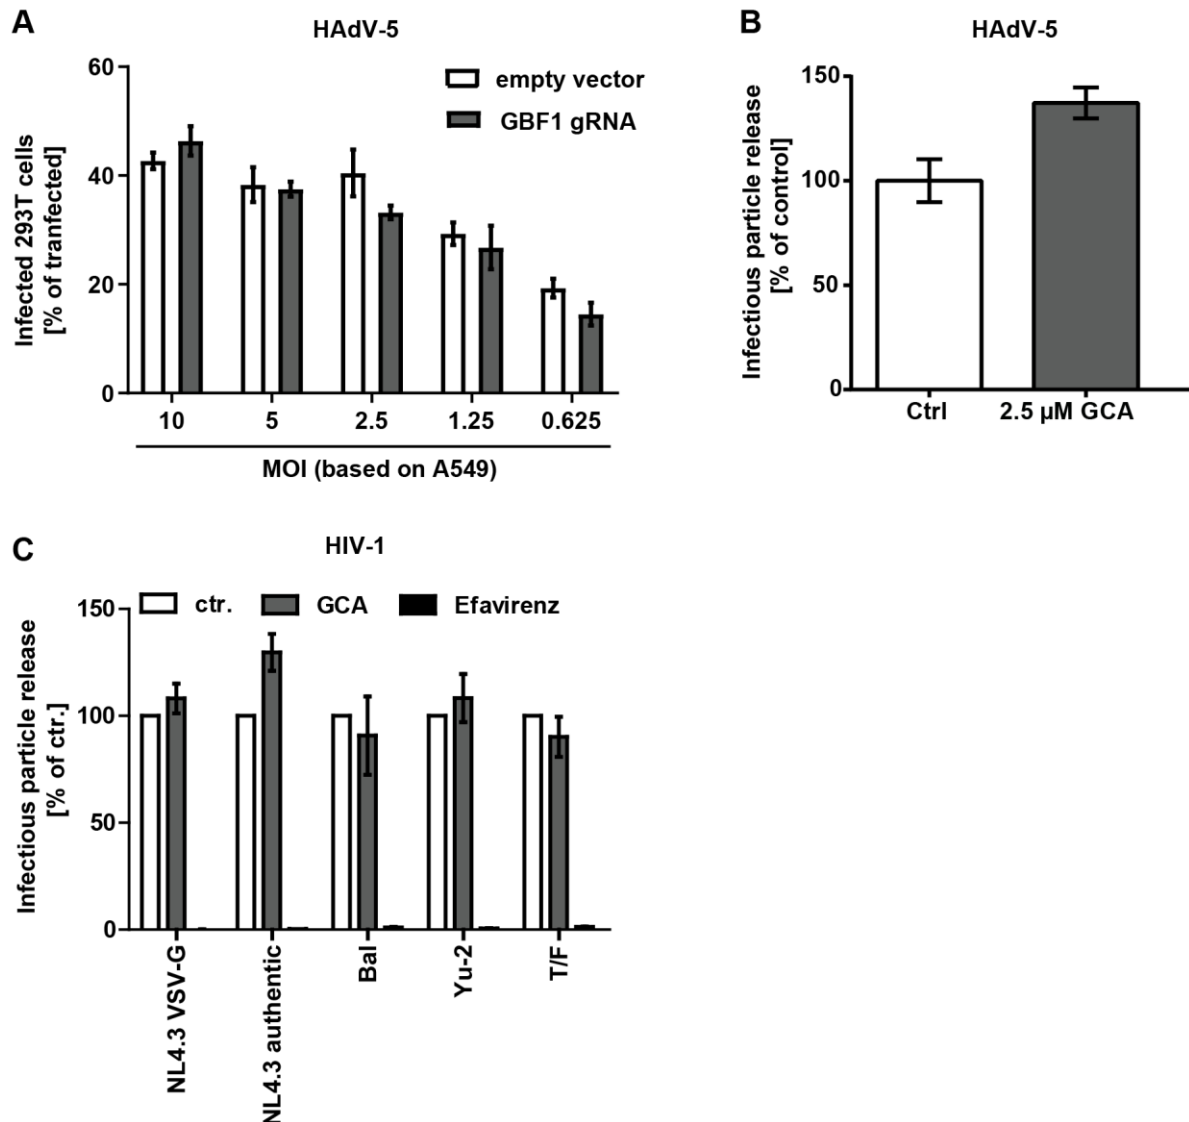 A
HAdV-5
60
40
20
0
Infected 293T cells
[% of tranfected]
empty vector
GBF1 gRNA
10 5 2.5 1.25 0.625
MOI (based on A549)
B
HAdV-5
150
100
50
0
Infectious particle release
[% of control]
Ctrl 2.5 µM GCA
C
HIV-1
ctr. GCA Efavirenz
150
100
50
0
Infectious particle release
[% of ctr.]
NL4.3 VSV-G
NL4.3 authentic
Bal
Yu-2
T/F